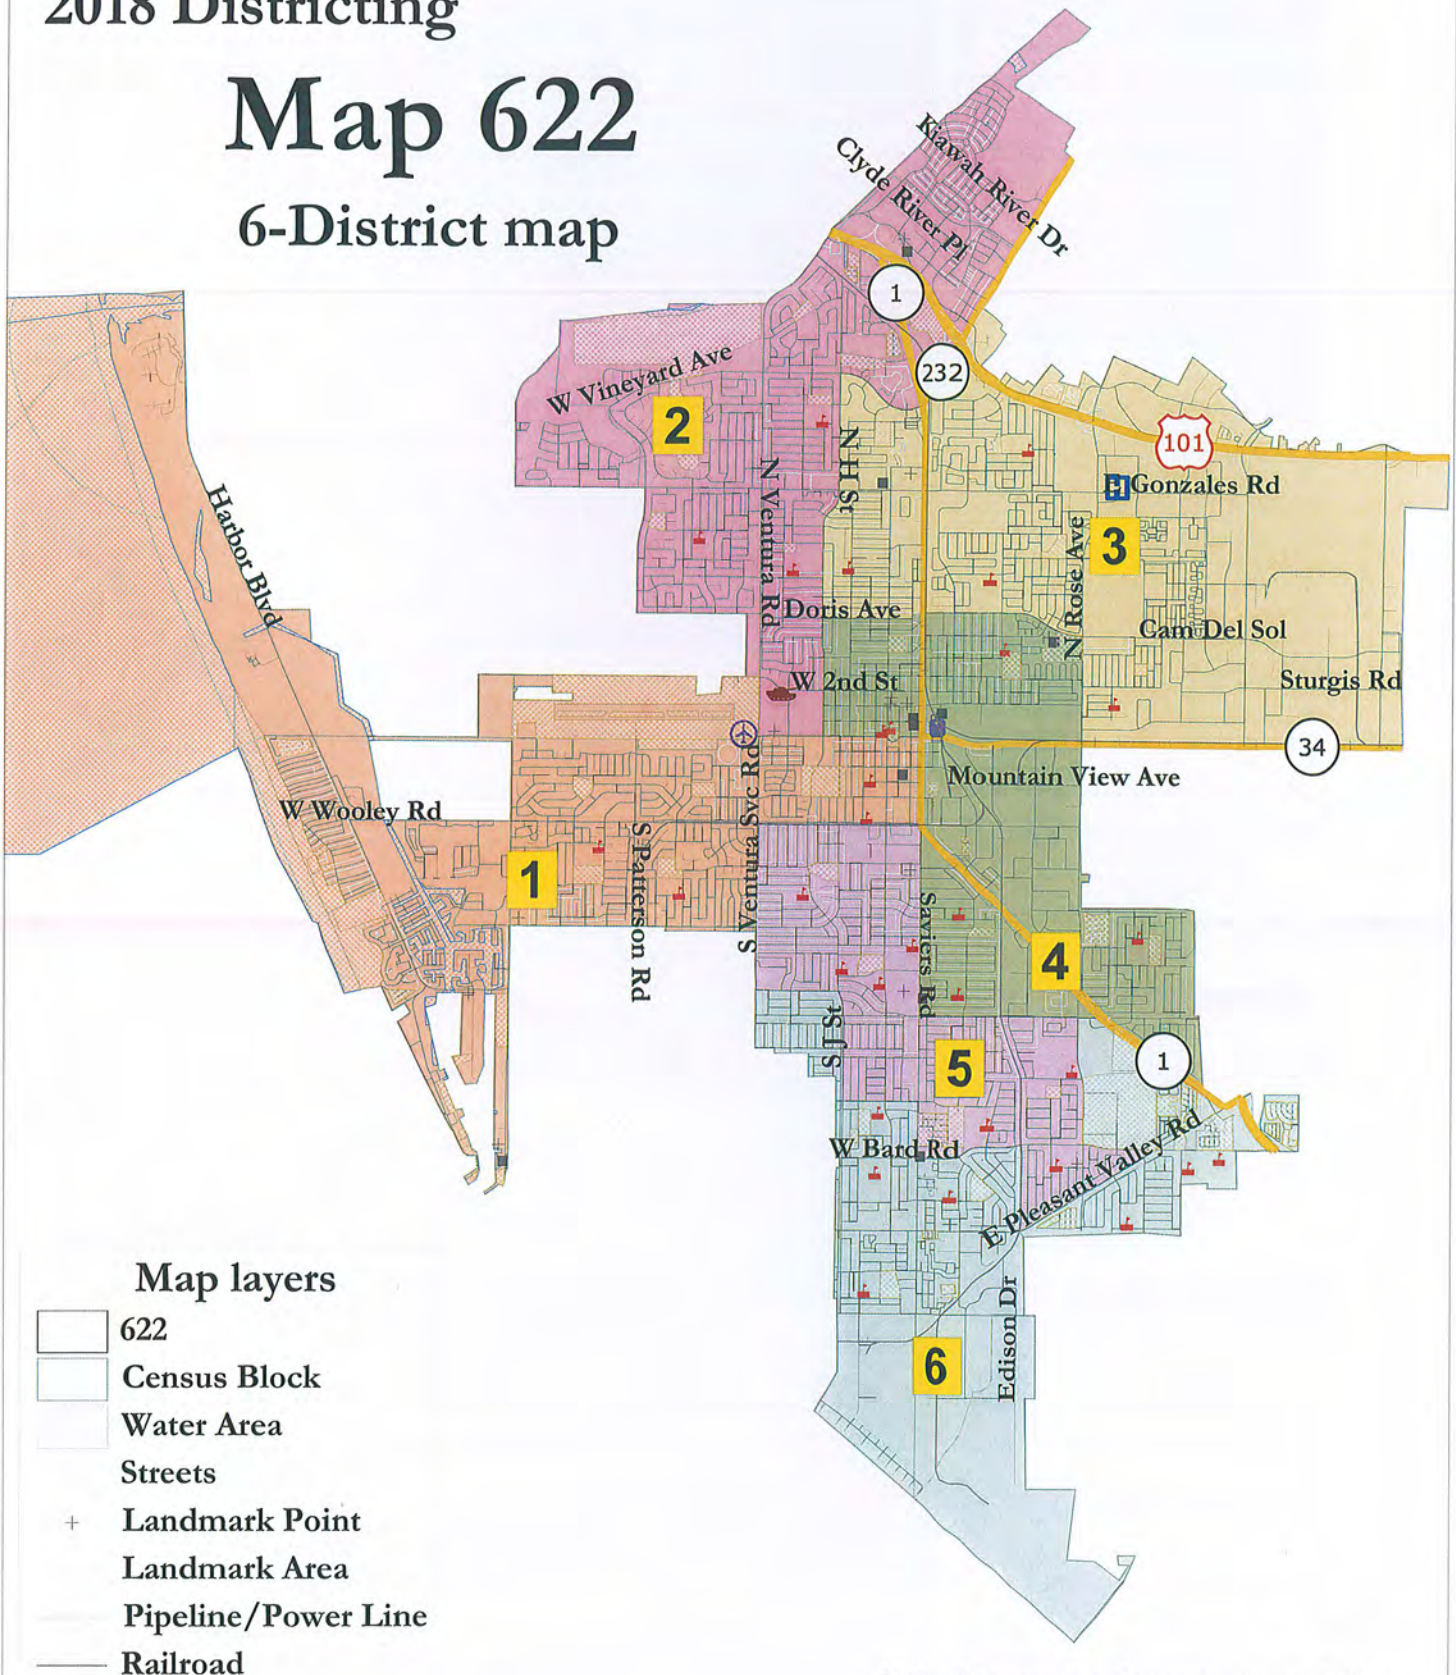 2018 Districting
Map 622
6-District map
Kiawah River Dr
Clyde River Pl
1
232
W Vineyard Ave
2
101
N H St
H
Gonzales Rd
Harbor Blvd
N Ventura Rd
N Rose Ave
3
Doris Ave
Cam Del Sol
W 2nd St
Sturgis Rd
34
Mountain View Ave
W Wooley Rd
S Ventura Svc Rd
S Patterson Rd
1
Saviers Rd
4
S J St
5
1
W Bard Rd
E Pleasant Valley Rd
Edison Dr
6
Map layers
622
Census Block
Water Area
Streets
Landmark Point
Landmark Area
Pipeline/Power Line
Railroad